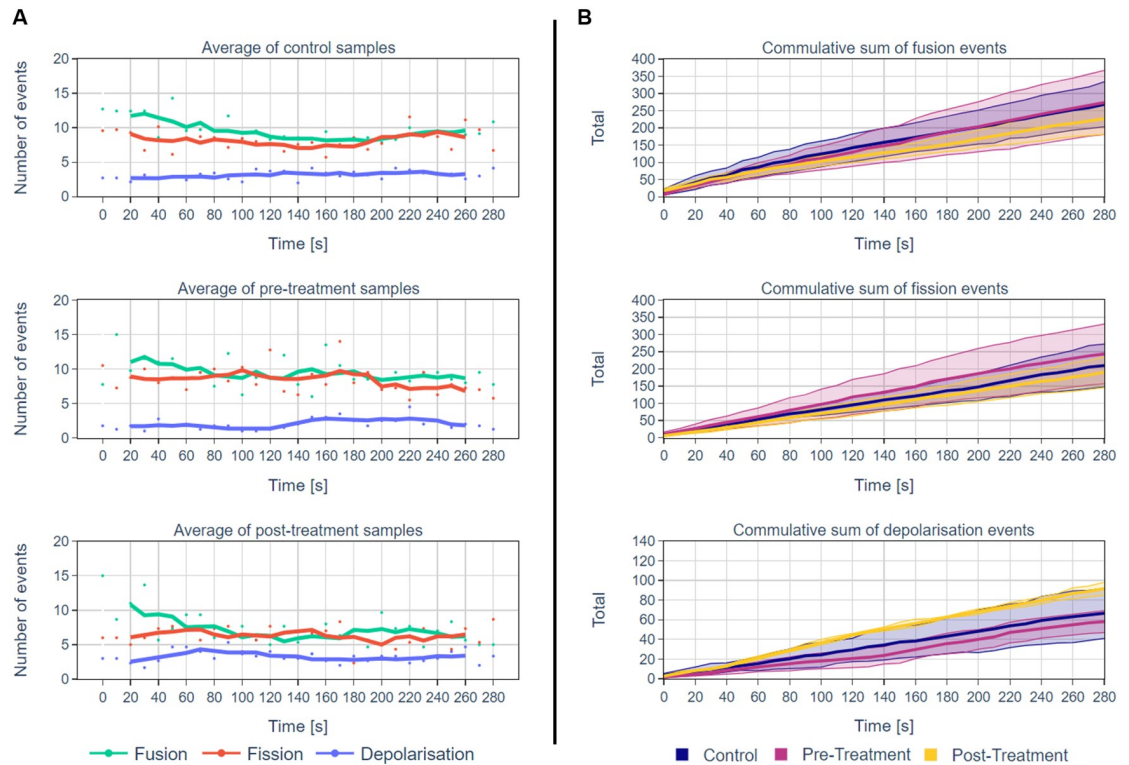 A
Average of control samples
Number of events
20
15
10
5
0
0 20 40 60 80 100 120 140 160 180 200 220 240 260 280
Time [s]
Average of pre-treatment samples
Number of events
20
15
10
5
0
0 20 40 60 80 100 120 140 160 180 200 220 240 260 280
Time [s]
Average of post-treatment samples
Number of events
20
15
10
5
0
0 20 40 60 80 100 120 140 160 180 200 220 240 260 280
Time [s]
Fusion Fission Depolarisation
B
Commulative sum of fusion events
Total
400
350
300
250
200
150
100
50
0
0 20 40 60 80 100 120 140 160 180 200 220 240 260 280
Time [s]
Commulative sum of fission events
Total
400
350
300
250
200
150
100
50
0
0 20 40 60 80 100 120 140 160 180 200 220 240 260 280
Time [s]
Commulative sum of depolarisation events
Total
140
120
100
80
60
40
20
0
0 20 40 60 80 100 120 140 160 180 200 220 240 260 280
Time [s]
Control Pre-Treatment Post-Treatment